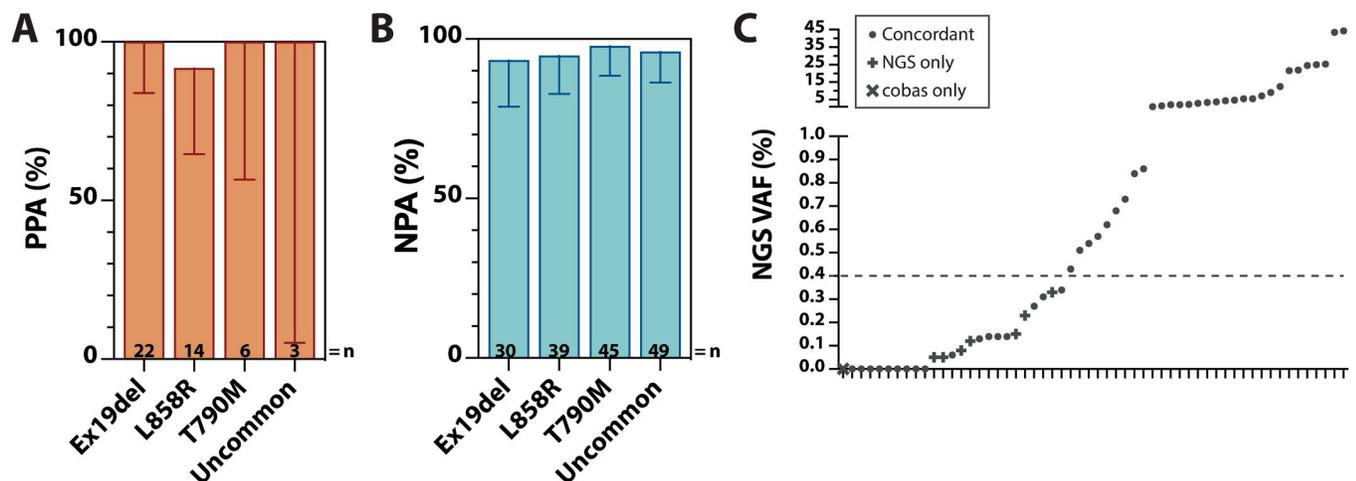 A
PPA (%)
100
50
0
22 14 6 3 = n
Ex19del
L858R
T790M
Uncommon
B
NPA (%)
100
50
0
30 39 45 49 = n
Ex19del
L858R
T790M
Uncommon
C
NGS VAF (%)
45
35
25
15
5
1.0
0.9
0.8
0.7
0.6
0.5
0.4
0.3
0.2
0.1
0.0
Concordant
NGS only
cobas only